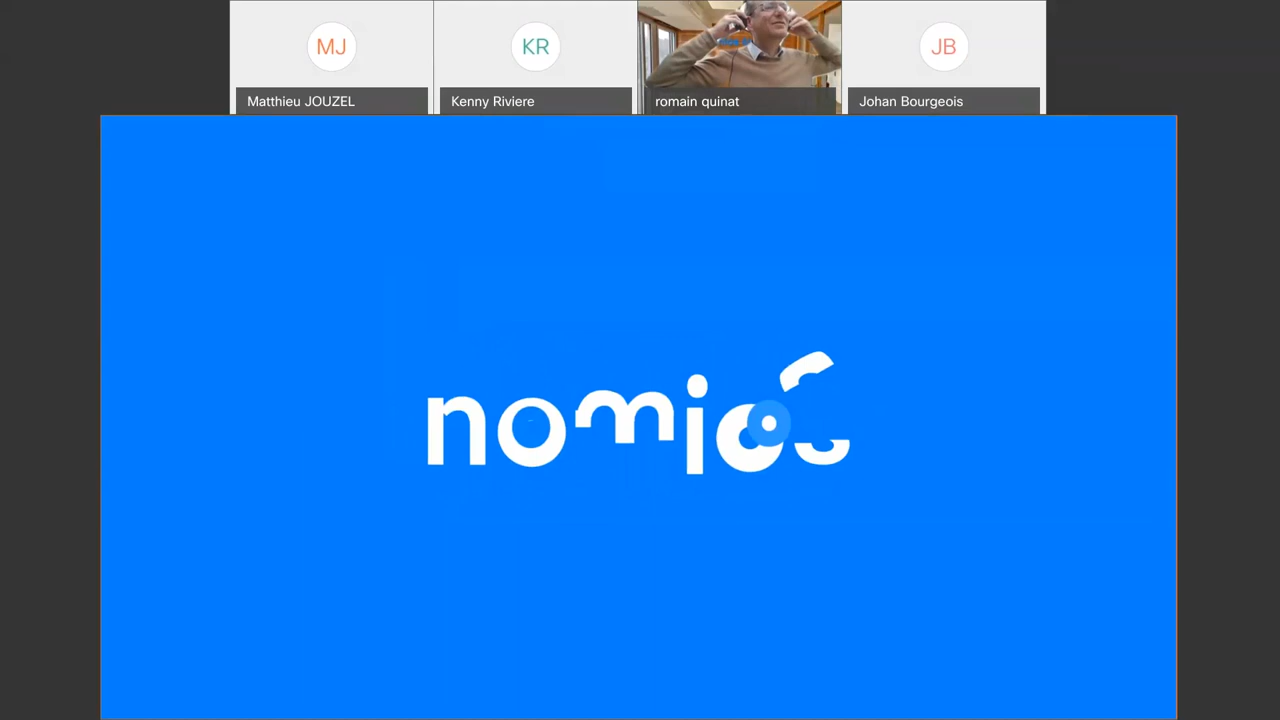 MJ
KR
JB
Matthieu JOUZEL
Kenny Riviere
romain quinat
Johan Bourgeois
nomios